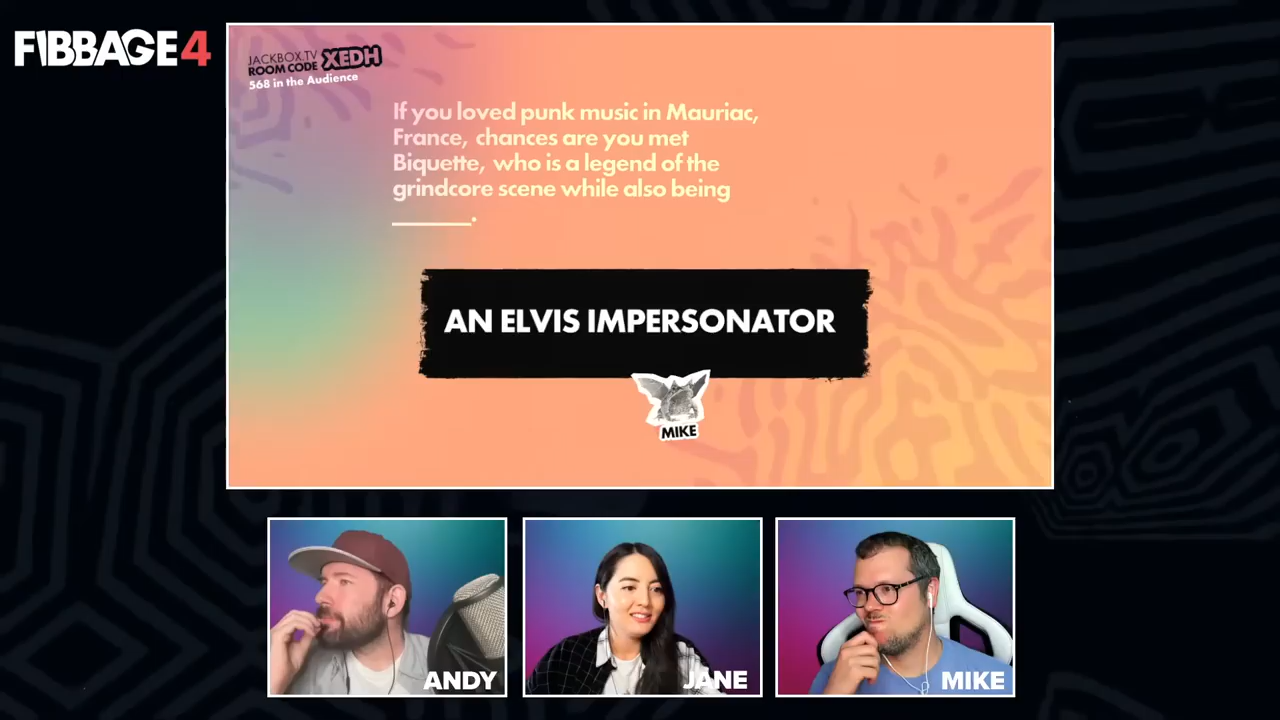 FIBBAGE 4
JACKBOX.TV
ROOM CODE XEDH
568 in the Audience
If you loved punk music in Mauriac,
France, chances are you met
Biquette, who is a legend of the
grindcore scene while also being
_______.
AN ELVIS IMPERSONATOR
MIKE
ANDY
JANE
MIKE